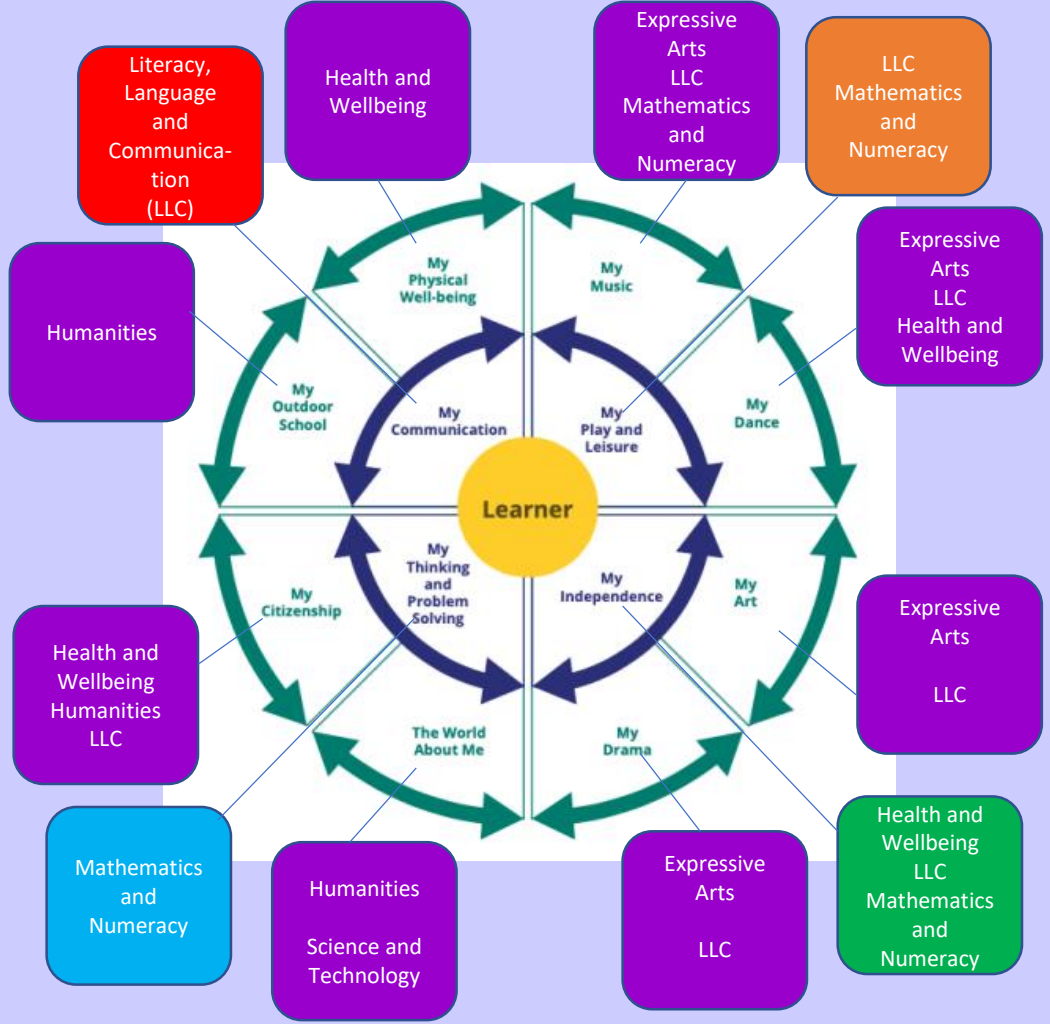 Literacy,
Language
and
Communica-
tion
(LLC)
Health and
Wellbeing
Expressive
Arts
LLC
Mathematics
and
Numeracy
LLC
Mathematics
and
Numeracy
Humanities
Expressive
Arts
LLC
Health and
Wellbeing
My
Physical
Well-being
My
Music
My
Outdoor
School
My
Communication
My
Play and
Leisure
My
Dance
Learner
My
Citizenship
My
Thinking
and
Problem
Solving
My
Independence
My
Art
The World
About Me
My
Drama
Health and
Wellbeing
Humanities
LLC
Expressive
Arts
LLC
Mathematics
and
Numeracy
Humanities
Science and
Technology
Expressive
Arts
LLC
Health and
Wellbeing
LLC
Mathematics
and
Numeracy